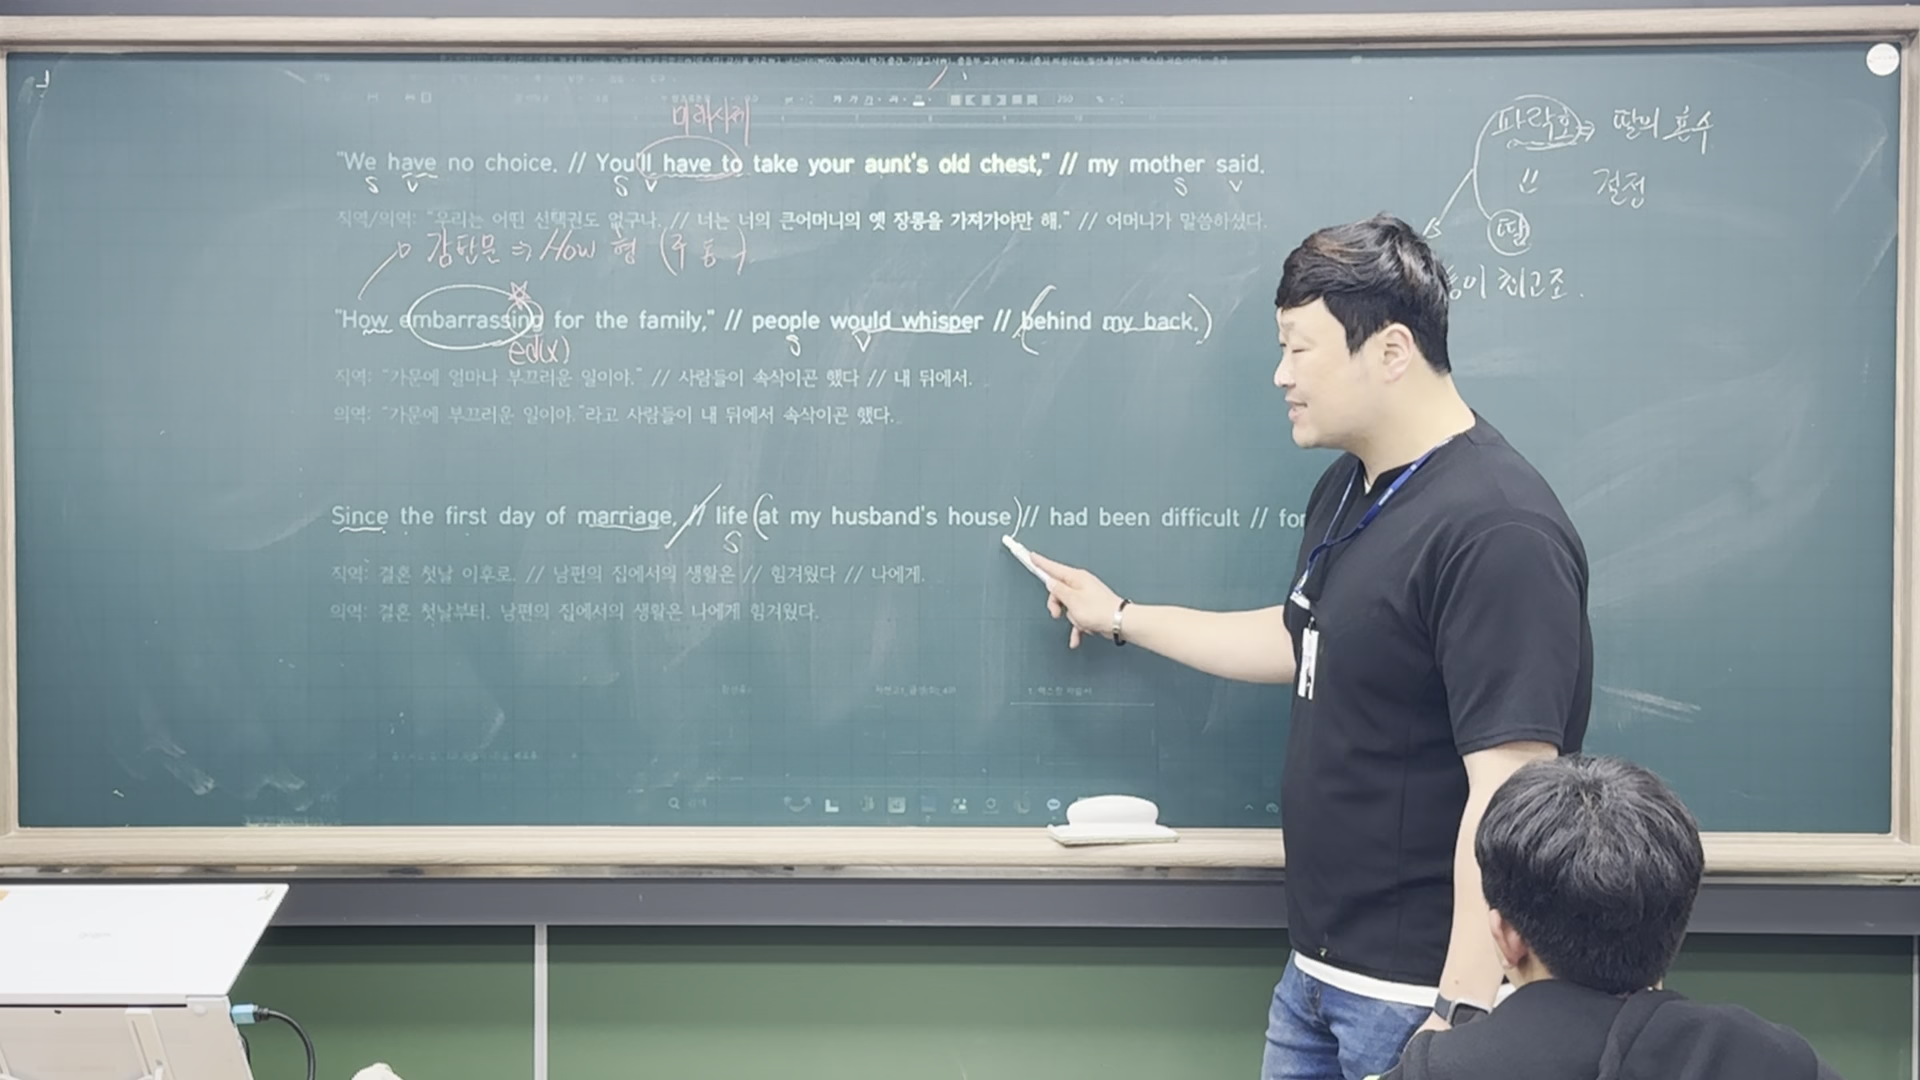 미래시제
"We have no choice. // You'll have to take your aunt's old chest," // my mother said.
S V S V S V
직역/의역: "우리는 어떤 선택권도 없구나. // 너는 너의 큰어머니의 옛 장롱을 가져가야만 해." // 어머니가 말씀하셨다.
감탄문 ⇒ How 형 (주 동)
"How embarrassing for the family," // people would whisper // (behind my back.)
ed(x) S V
직역: "가문에 얼마나 부끄러운 일이야." // 사람들이 속삭이곤 했다 // 내 뒤에서.
의역: "가문에 부끄러운 일이야."라고 사람들이 내 뒤에서 속삭이곤 했다.
Since the first day of marriage, // life (at my husband's house) // had been difficult // for
S
직역: 결혼 첫날 이후로, // 남편의 집에서의 생활은 // 힘겨웠다 // 나에게.
의역: 결혼 첫날부터, 남편의 집에서의 생활은 나에게 힘겨웠다.
파락호 ⇒ 딸의 혼수
" 걱정
딸
최고조.